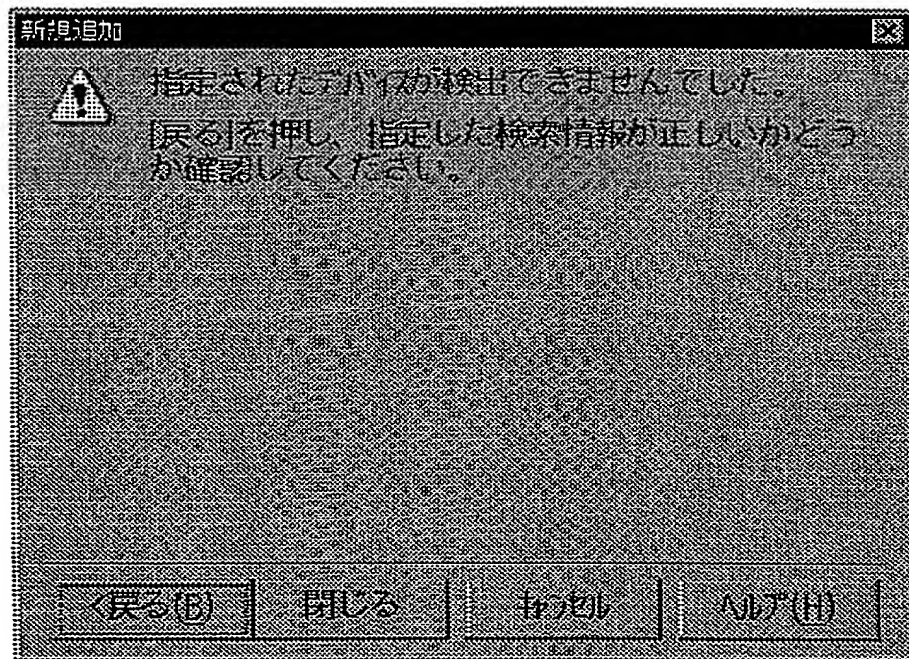 新規追加
指定されたデバイスが検出できませんでした。
[戻る]を押し、指定した検索情報が正しいかどう
か確認してください。
<戻る(B)
閉じる
キャンセル
ヘルプ(H)